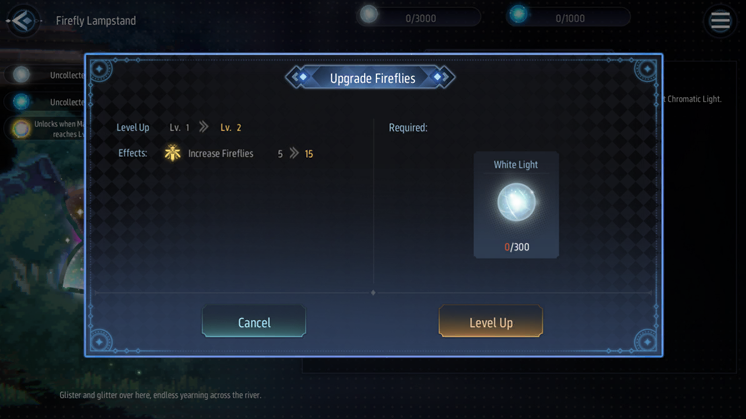 Firefly Lampstand
0/3000
0/1000
Upgrade Fireflies
Uncollecte
Uncollecte
Unlocks when Ma
reaches Lv
t Chromatic Light.
Level Up Lv. 1 Lv. 2
Effects: Increase Fireflies 5 15
Required:
White Light
0/300
Cancel
Level Up
Glister and glitter over here, endless yearning across the river.